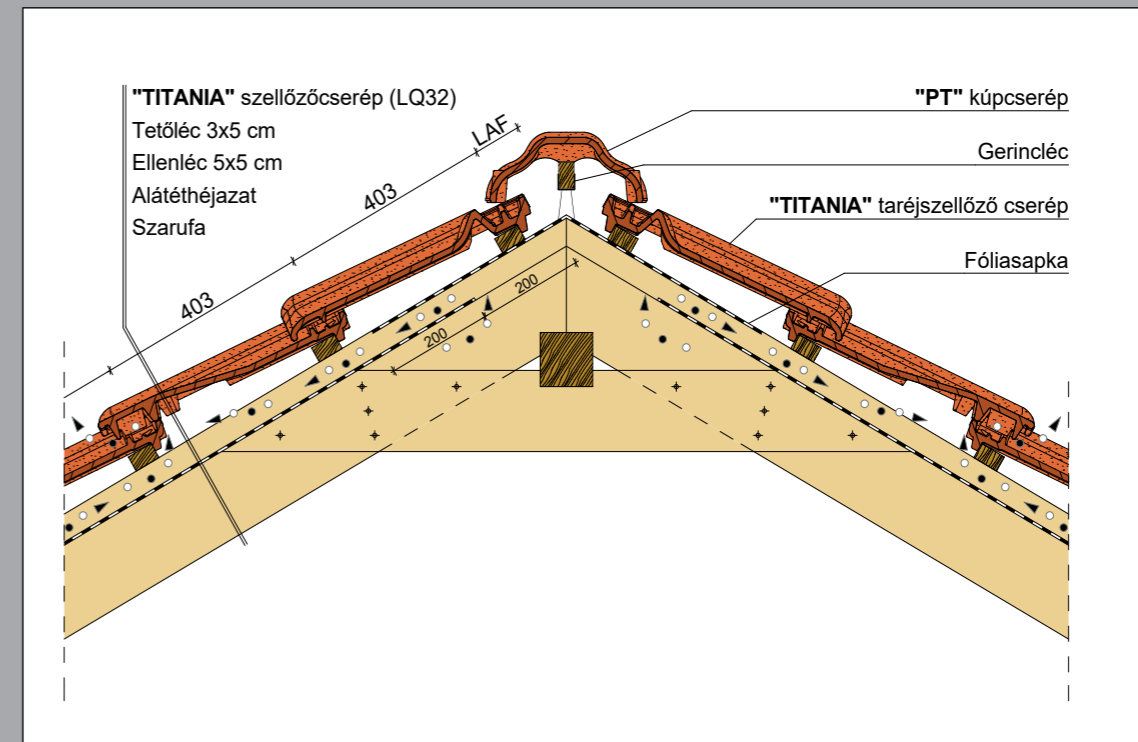 "TITANIA" szellőzőcserép (LQ32)
Tetőléc 3x5 cm
Ellenléc 5x5 cm
Alátéthéjazat
Szarufa
LAF
403
403
200
200
"PT" kúpcserép
Gerincléc
"TITANIA" taréjszellőző cserép
Fóliasapka